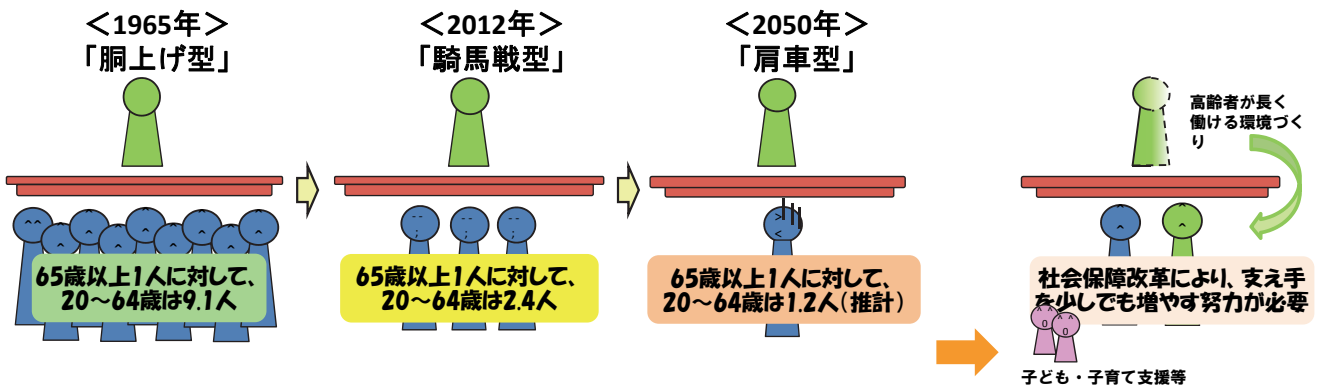 ＜1965年＞
「胴上げ型」
＜2012年＞
「騎馬戦型」
＜2050年＞
「肩車型」
高齢者が長く
働ける環境づく
り
65歳以上1人に対して、
20～64歳は9.1人
65歳以上1人に対して、
20～64歳は2.4人
65歳以上1人に対して、
20～64歳は1.2人（推計）
社会保障改革により、支え手
を少しでも増やす努力が必要
子ども・子育て支援等